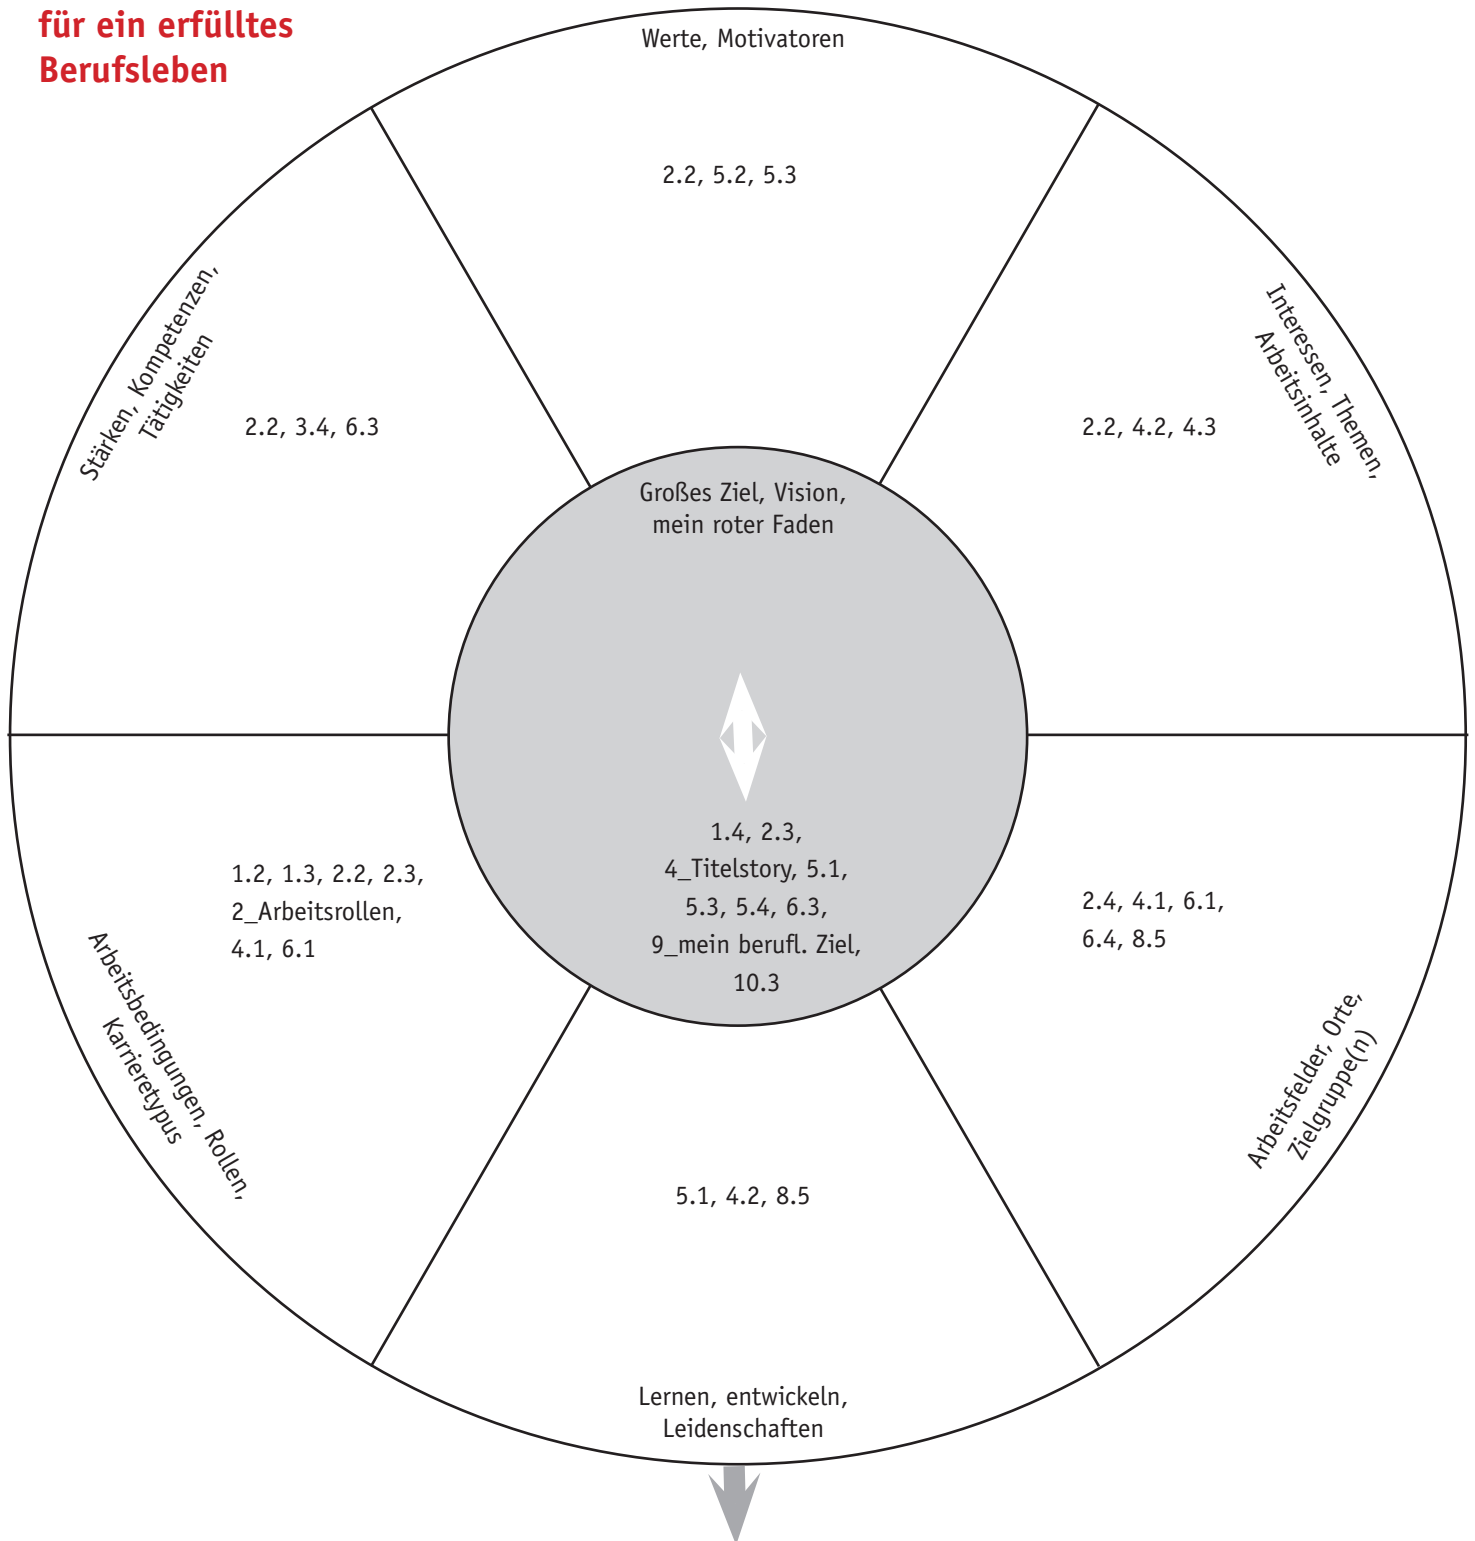 für ein erfülltes
Berufsleben
Werte, Motivatoren
2.2, 5.2, 5.3
Stärken, Kompetenzen,
Tätigkeiten
2.2, 3.4, 6.3
Interessen, Themen,
Arbeitsinhalte
2.2, 4.2, 4.3
Großes Ziel, Vision,
mein roter Faden
1.4, 2.3,
4_Titelstory, 5.1,
5.3, 5.4, 6.3,
9_mein berufl. Ziel,
10.3
Arbeitsbedingungen, Rollen,
Karrieretypus
1.2, 1.3, 2.2, 2.3,
2_Arbeitsrollen,
4.1, 6.1
Arbeitsfelder, Orte,
Zielgruppe(n)
2.4, 4.1, 6.1,
6.4, 8.5
5.1, 4.2, 8.5
Lernen, entwickeln,
Leidenschaften